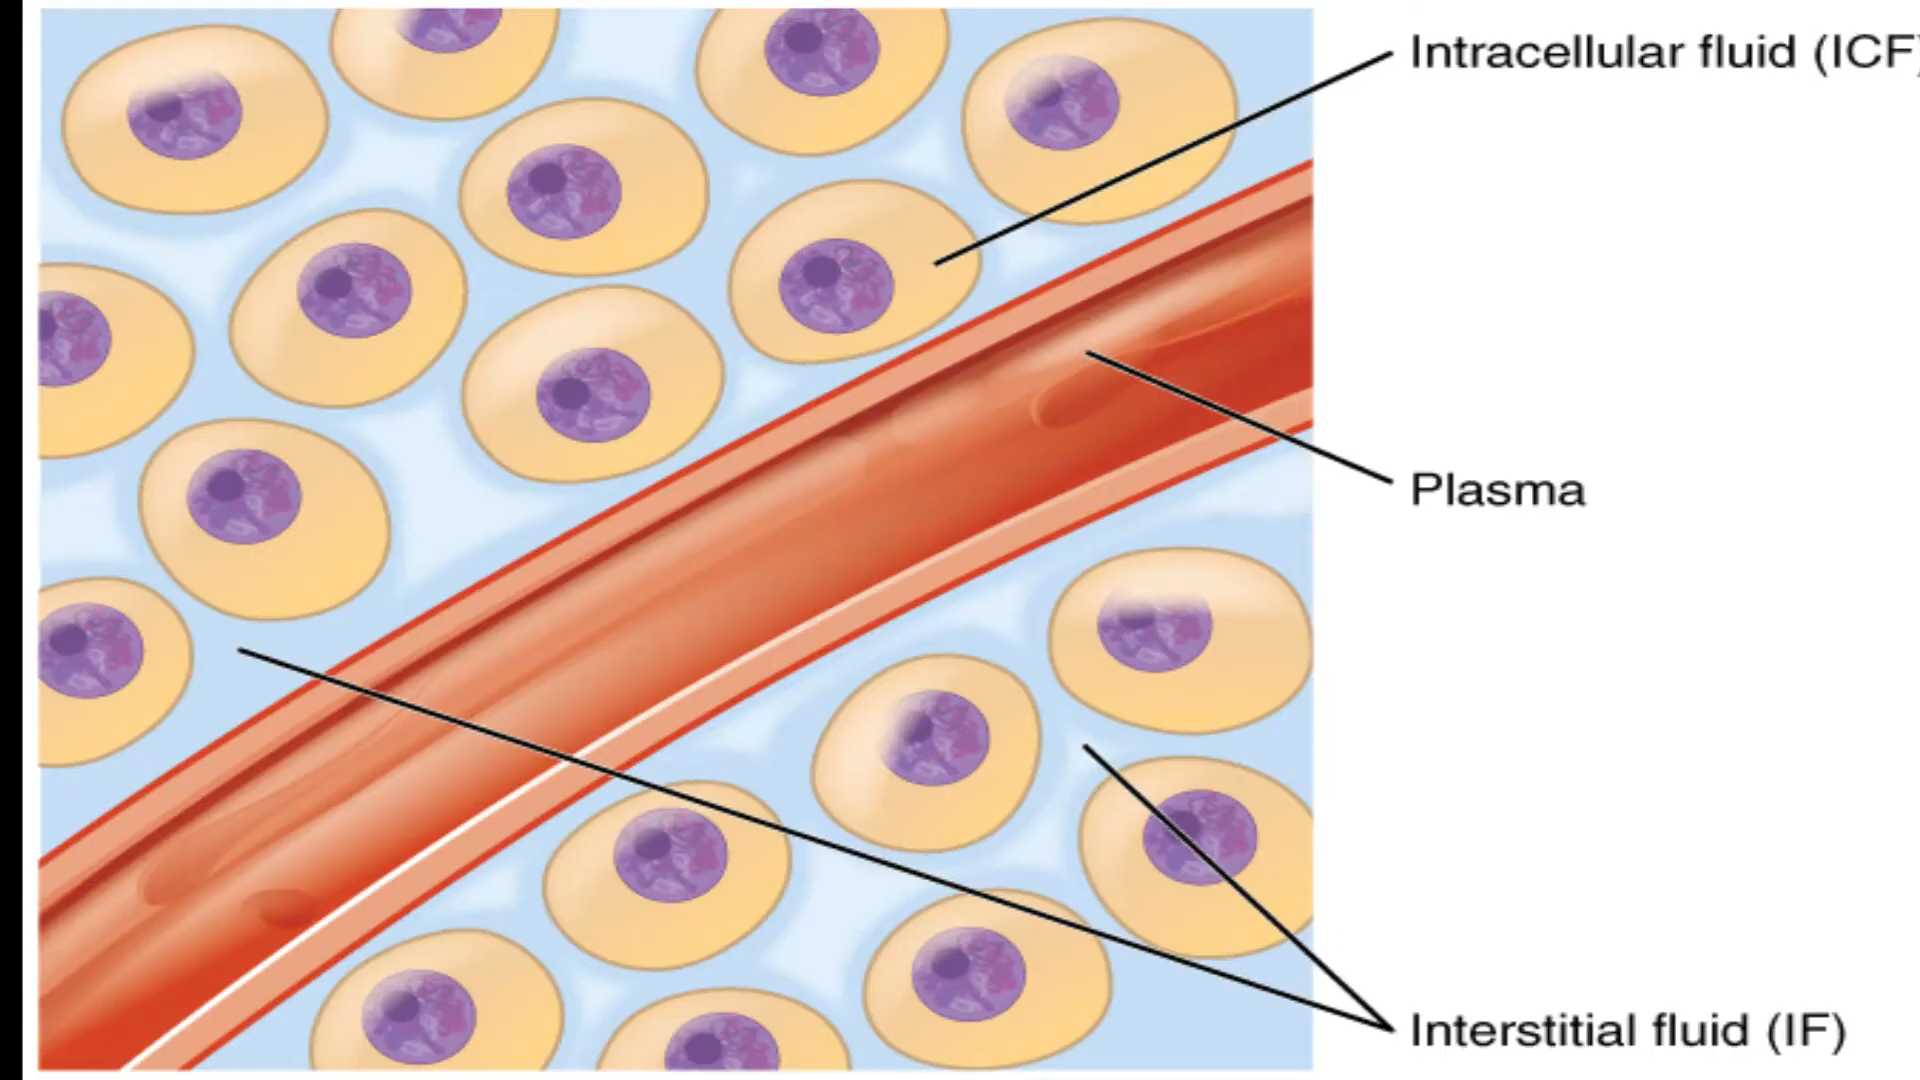 Intracellular fluid (ICF)
Plasma
Interstitial fluid (IF)